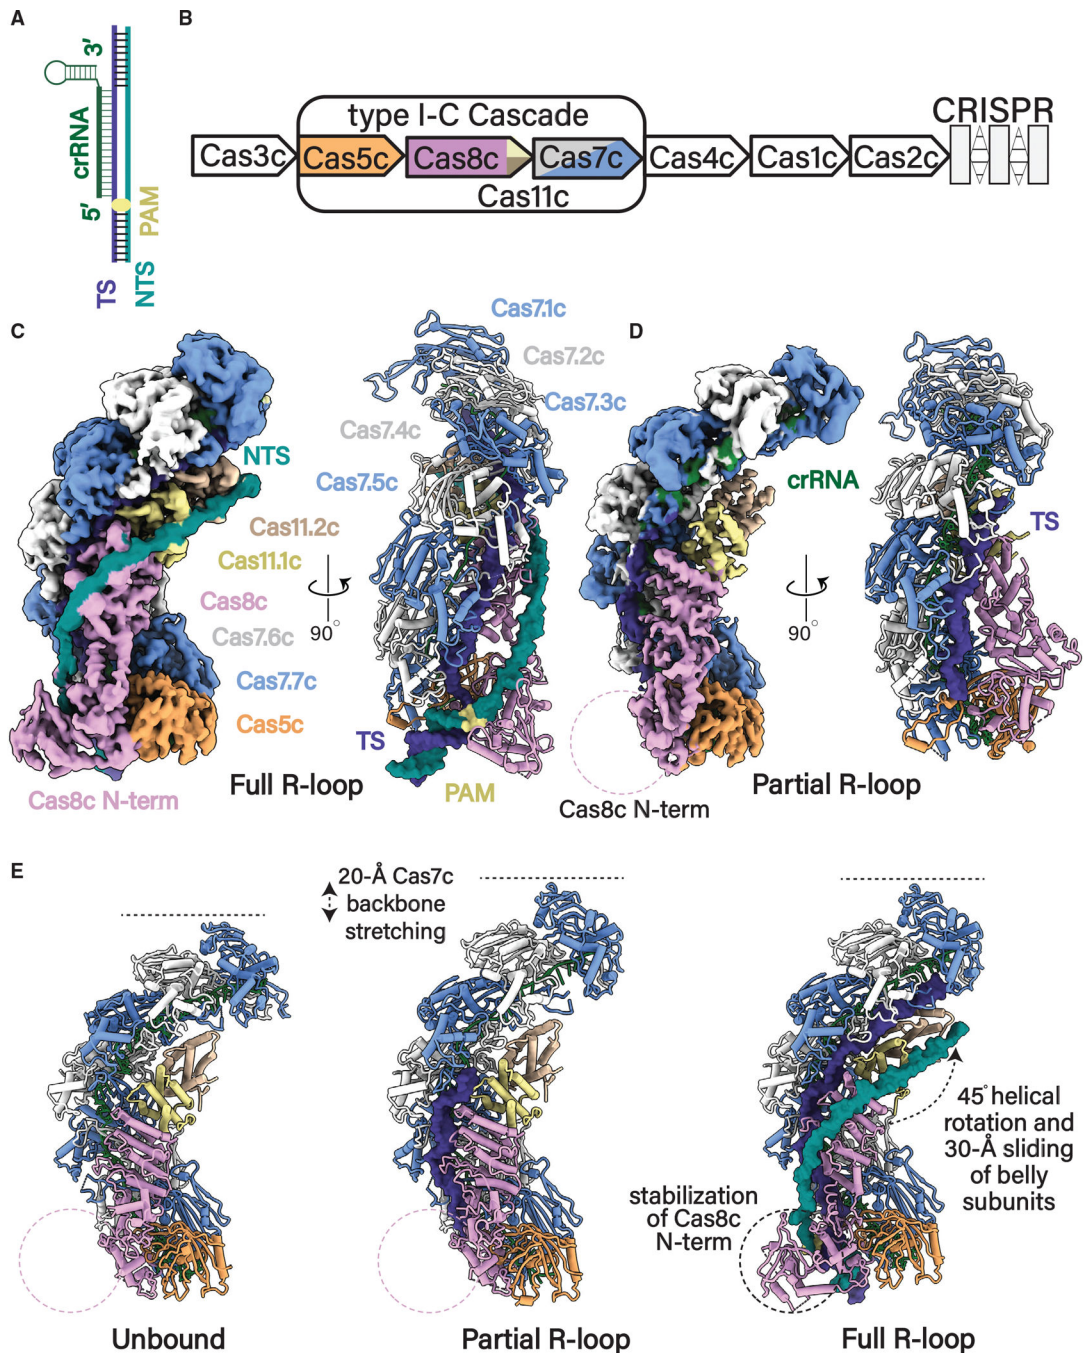 A
3′
crRNA
5′
PAM
TS
NTS
B
type I-C Cascade
CRISPR
Cas3c
Cas5c
Cas8c
Cas7c
Cas4c
Cas1c
Cas2c
Cas11c
C
Cas7.1c
Cas7.2c
Cas7.3c
Cas7.4c
Cas7.5c
NTS
Cas11.2c
Cas11.1c
Cas8c
Cas7.6c
90°
Cas7.7c
Cas5c
TS
PAM
Cas8c N-term
Full R-loop
D
crRNA
TS
90°
Cas8c N-term
Partial R-loop
E
20-Å Cas7c
backbone
stretching
45° helical
rotation and
30-Å sliding
of belly
subunits
stabilization
of Cas8c
N-term
Unbound
Partial R-loop
Full R-loop